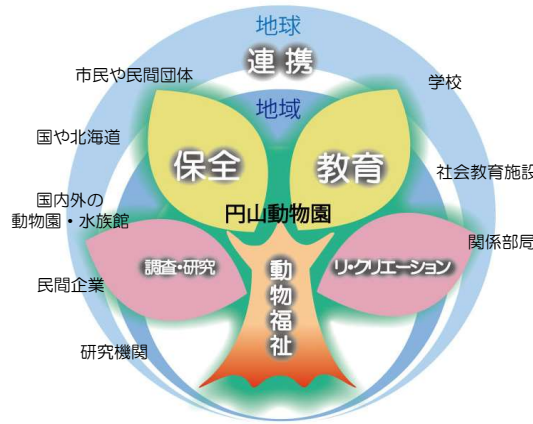 地球
連携
市民や民間団体
学校
地域
国や北海道
保全
教育
社会教育施設
国内外の
動物園・水族館
円山動物園
関係部局
調査・研究
リ・クリエーション
動物福祉
民間企業
研究機関